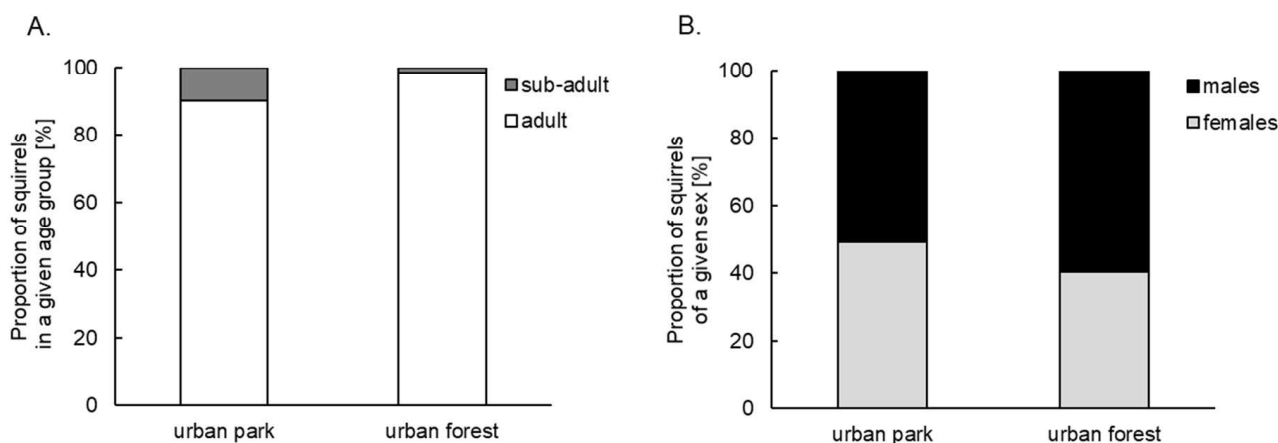 A.
Proportion of squirrels
in a given age group [%]
100
80
60
40
20
0
urban park
urban forest
sub-adult
adult
B.
Proportion of squirrels
of a given sex [%]
100
80
60
40
20
0
urban park
urban forest
males
females